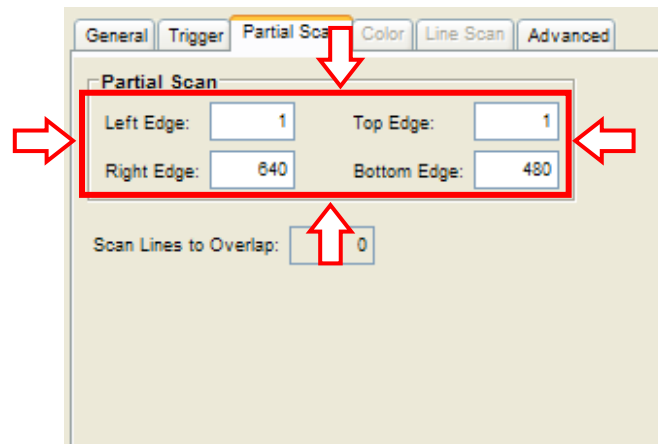 General Trigger Partial Sca Color Line Scan Advanced
Partial Scan
Left Edge: 1 Top Edge: 1
Right Edge: 640 Bottom Edge: 480
Scan Lines to Overlap: 0